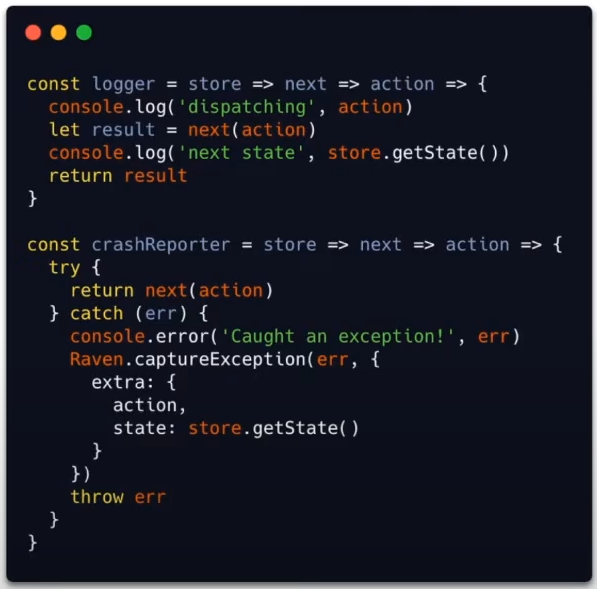 const logger = store => next => action => {
  console.log('dispatching', action)
  let result = next(action)
  console.log('next state', store.getState())
  return result
}

const crashReporter = store => next => action => {
  try {
    return next(action)
  } catch (err) {
    console.error('Caught an exception!', err)
    Raven.captureException(err, {
      extra: {
        action,
        state: store.getState()
      }
    })
    throw err
  }
}